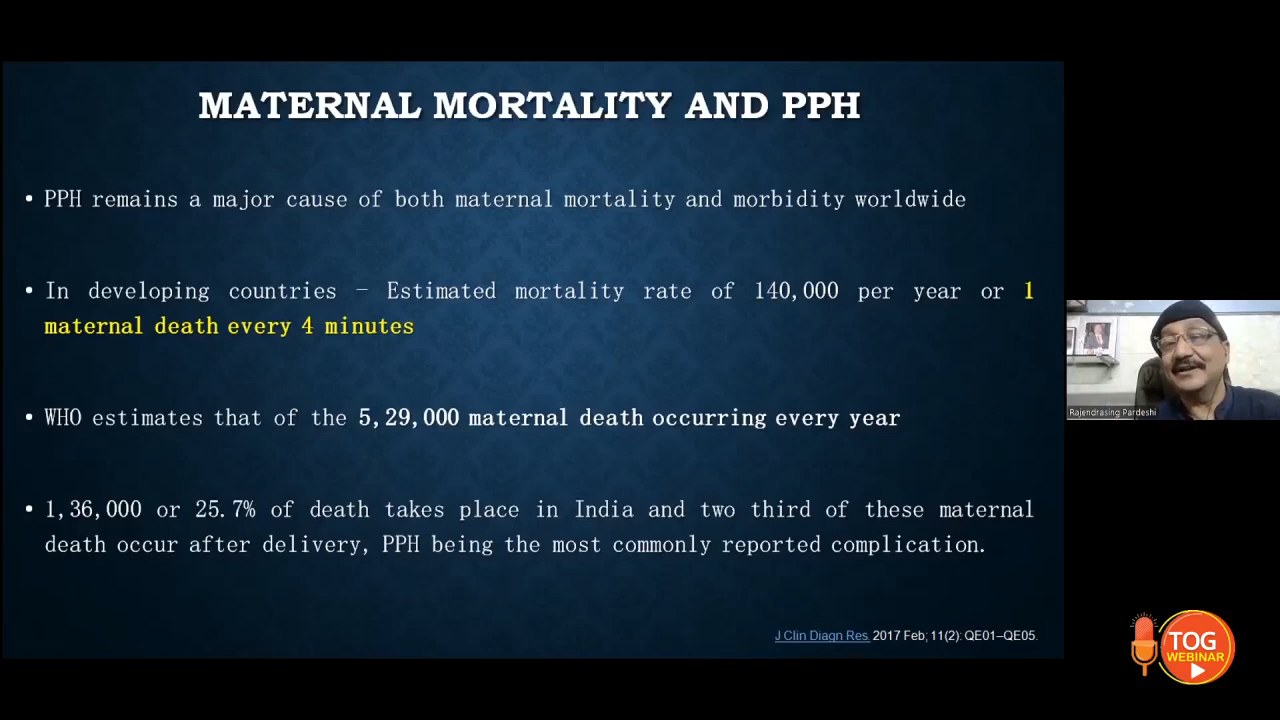 MATERNAL MORTALITY AND PPH
• PPH remains a major cause of both maternal mortality and morbidity worldwide
• In developing countries – Estimated mortality rate of 140,000 per year or 1
maternal death every 4 minutes
• WHO estimates that of the 5,29,000 maternal death occurring every year
• 1,36,000 or 25.7% of death takes place in India and two third of these maternal
death occur after delivery, PPH being the most commonly reported complication.
J Clin Diagn Res. 2017 Feb; 11(2): QE01–QE05.
Rajendrasing Pardeshi
TOG
WEBINAR